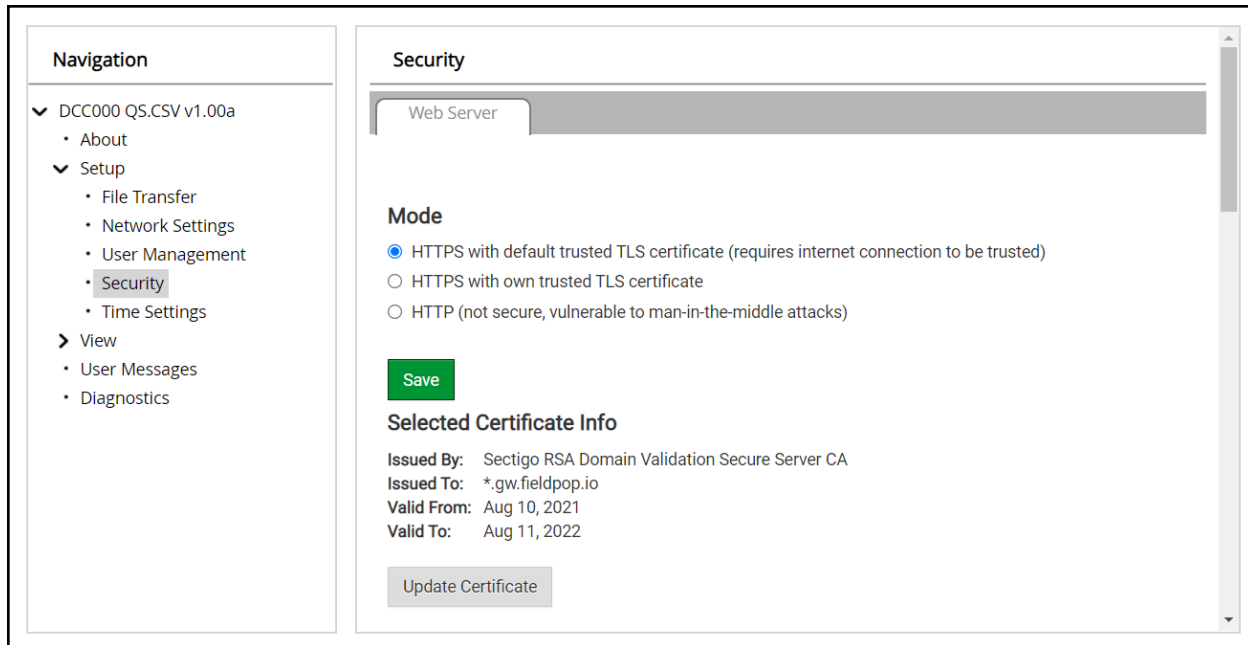 Navigation
DCC000 QS.CSV v1.00a
About
Setup
File Transfer
Network Settings
User Management
Security
Time Settings
View
User Messages
Diagnostics
Security
Web Server
Mode
HTTPS with default trusted TLS certificate (requires internet connection to be trusted)
HTTPS with own trusted TLS certificate
HTTP (not secure, vulnerable to man-in-the-middle attacks)
Save
Selected Certificate Info
Issued By: Sectigo RSA Domain Validation Secure Server CA
Issued To: *.gw.fieldpop.io
Valid From: Aug 10, 2021
Valid To: Aug 11, 2022
Update Certificate